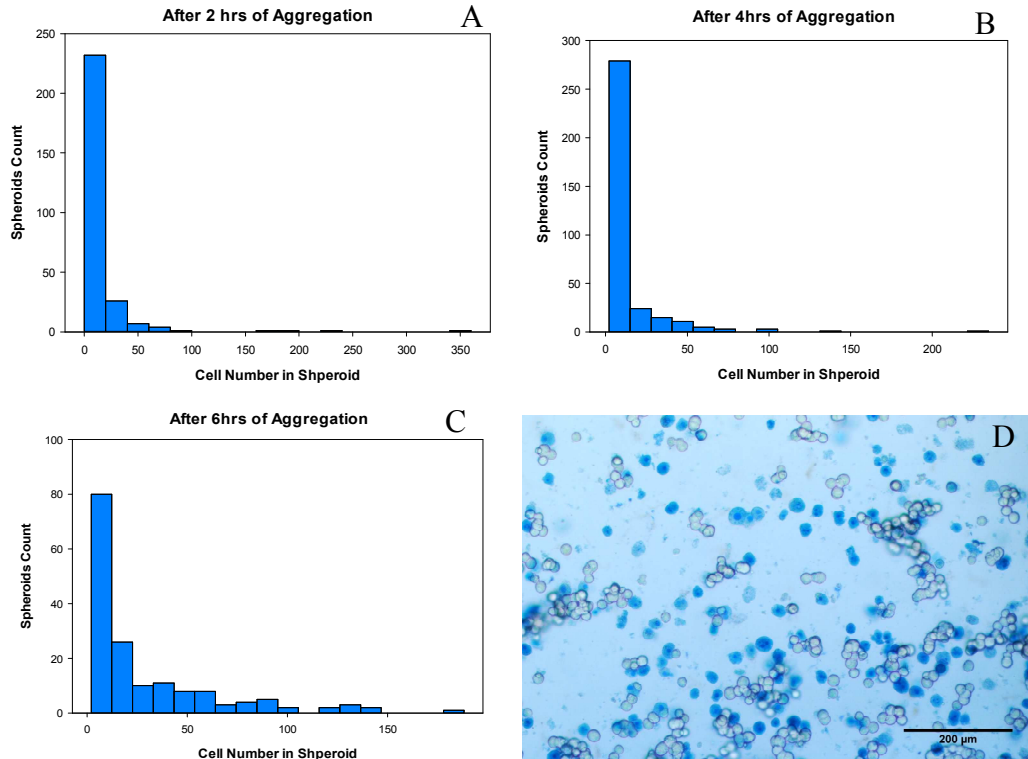 After 2 hrs of Aggregation
A
250
200
150
100
50
0
Spheroids Count
0 50 100 150 200 250 300 350
Cell Number in Shperoid
After 4hrs of Aggregation
B
300
250
200
150
100
50
0
Spheroids Count
0 50 100 150 200
Cell Number in Shperoid
After 6hrs of Aggregation
C
100
80
60
40
20
0
Spheroids Count
0 50 100 150
Cell Number in Shperoid
D
200 µm